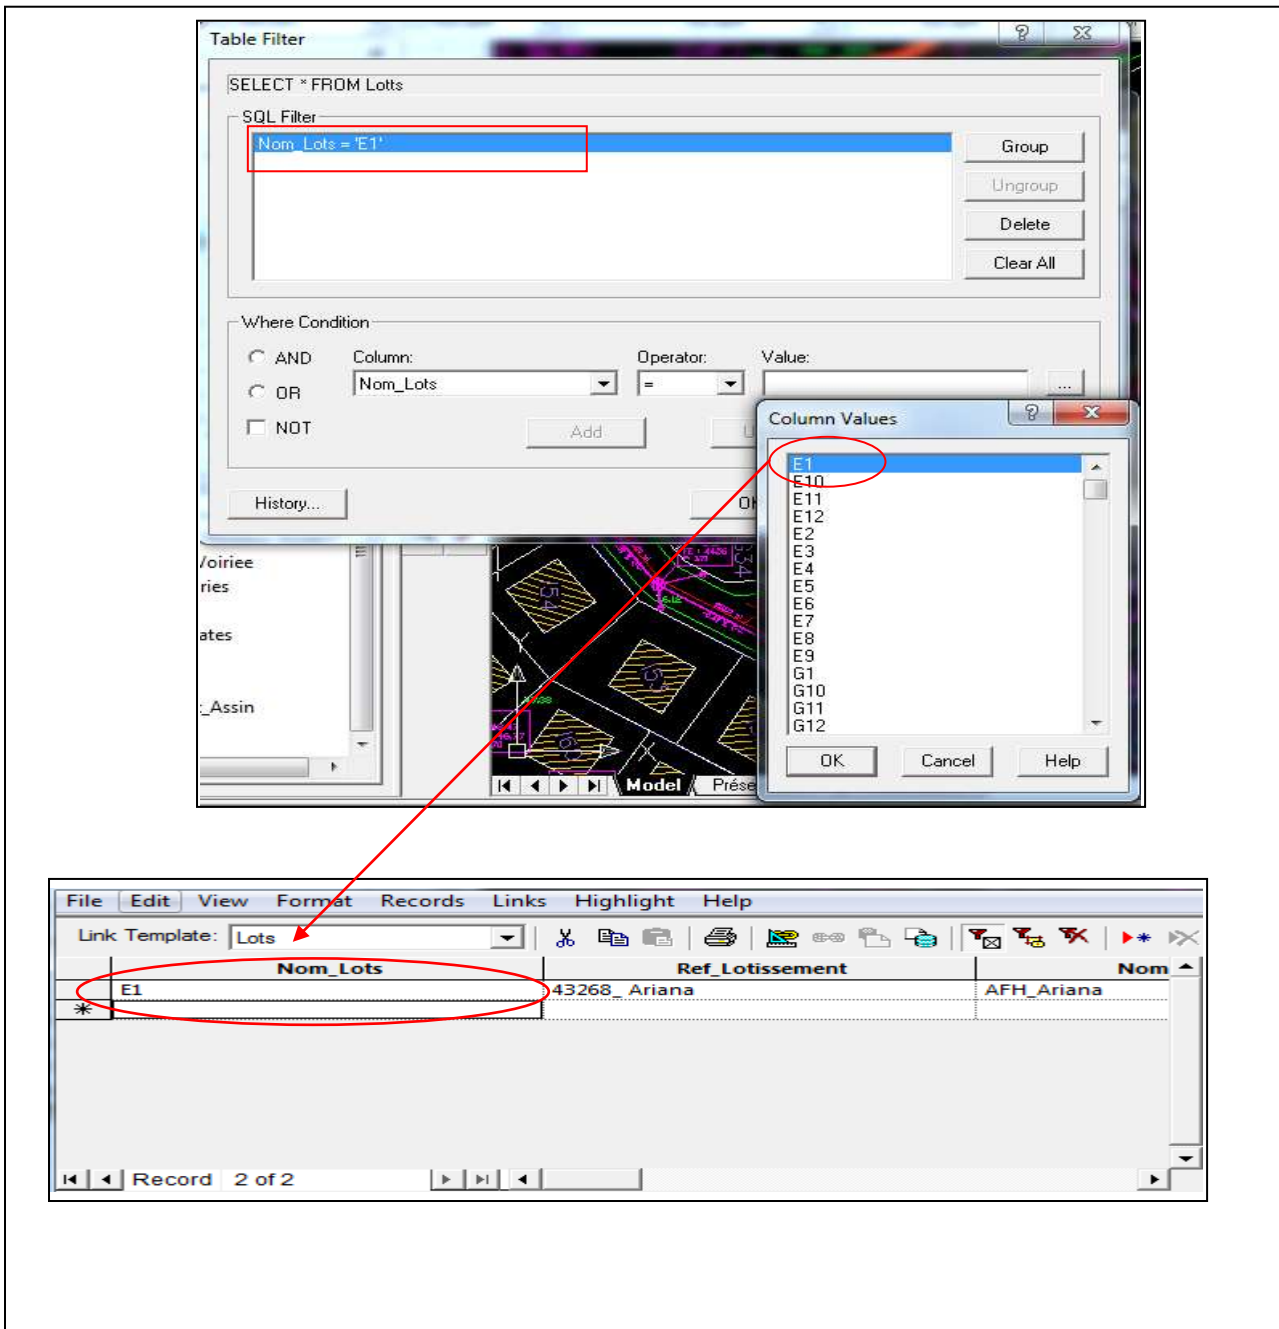 Table Filter
SELECT * FROM Lotts
SQL Filter
Nom_Lots = 'E1'
Group
Ungroup
Delete
Clear All
Where Condition
AND
Column:
Operator:
Value:
Nom_Lots
=
...
OR
NOT
Add
U
History...
Column Values
E1
E10
E11
E12
E2
E3
E4
E5
E6
E7
E8
E9
G1
G10
G11
G12
OK
Cancel
Help
Voiriee
ries
ates
_Assin
154
153
Y
X
Model
Prése
File Edit View Format Records Links Highlight Help
Link Template: Lots
Nom_Lots Ref_Lotissement Nom
E1 43268_ Ariana AFH_Ariana
Record 2 of 2